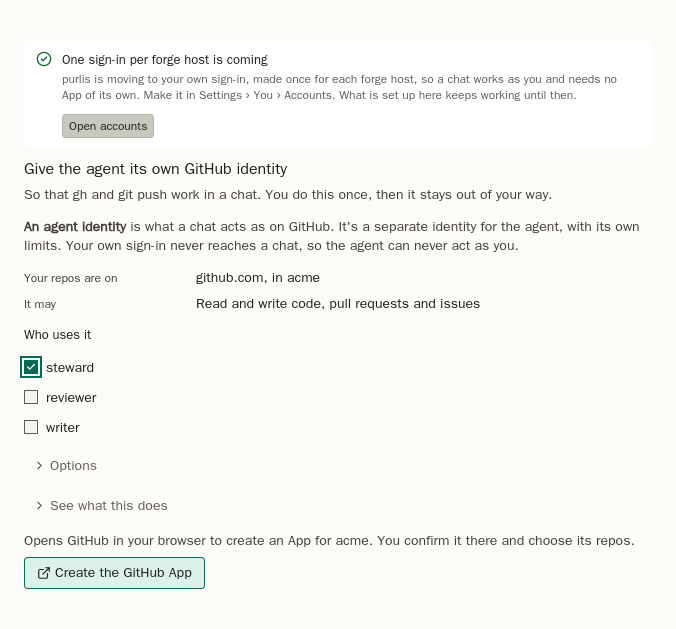 One sign-in per forge host is coming
purlis is moving to your own sign-in, made once for each forge host, so a chat works as you and needs no
App of its own. Make it in Settings › You › Accounts. What is set up here keeps working until then.
Open accounts
Give the agent its own GitHub identity
So that gh and git push work in a chat. You do this once, then it stays out of your way.
An agent identity is what a chat acts as on GitHub. It's a separate identity for the agent, with its own
limits. Your own sign-in never reaches a chat, so the agent can never act as you.
Your repos are on github.com, in acme
It may Read and write code, pull requests and issues
Who uses it
steward
reviewer
writer
Options
See what this does
Opens GitHub in your browser to create an App for acme. You confirm it there and choose its repos.
Create the GitHub App